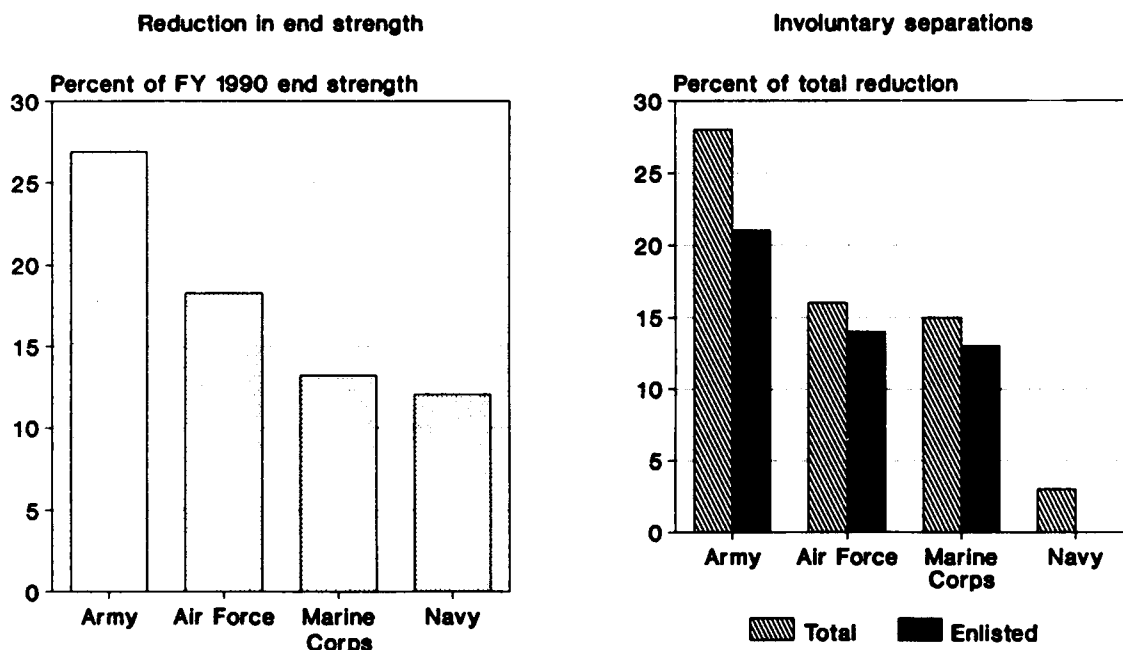 Reduction in end strength
Percent of FY 1990 end strength
30
25
20
15
10
5
0
Army Air Force Marine Corps Navy
Involuntary separations
Percent of total reduction
30
25
20
15
10
5
0
Army Air Force Marine Corps Navy
Total Enlisted